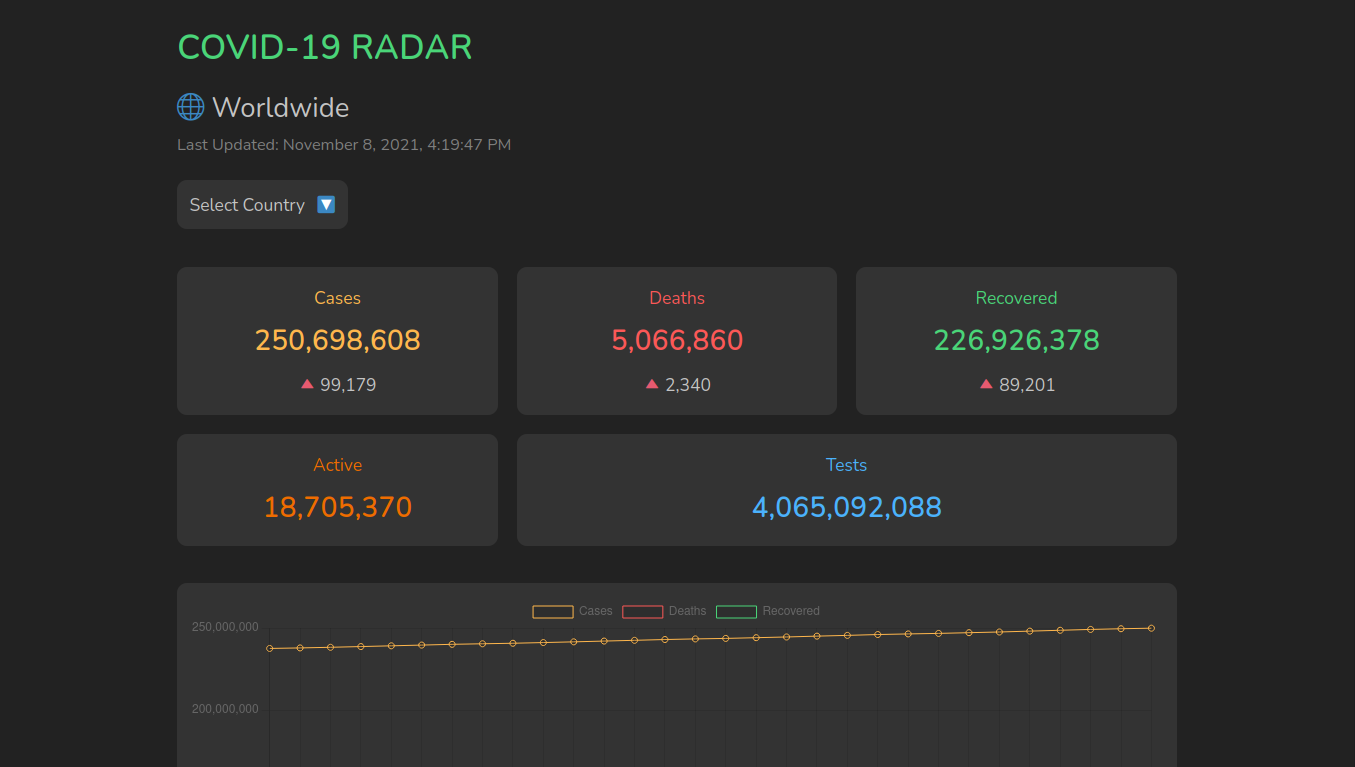 COVID-19 RADAR
Worldwide
Last Updated: November 8, 2021, 4:19:47 PM
Select Country
Cases
250,698,608
99,179
Deaths
5,066,860
2,340
Recovered
226,926,378
89,201
Active
18,705,370
Tests
4,065,092,088
Cases Deaths Recovered
250,000,000
200,000,000